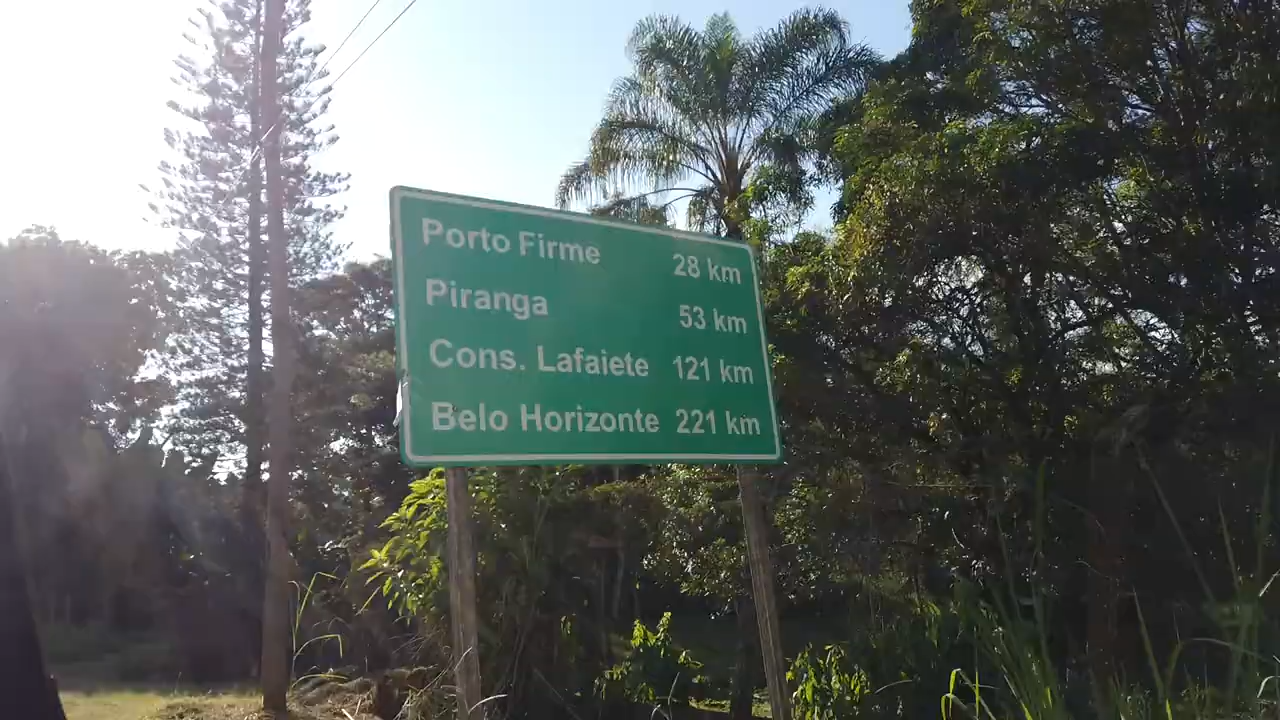 Porto Firme 28 km
Piranga 53 km
Cons. Lafaiete 121 km
Belo Horizonte 221 km